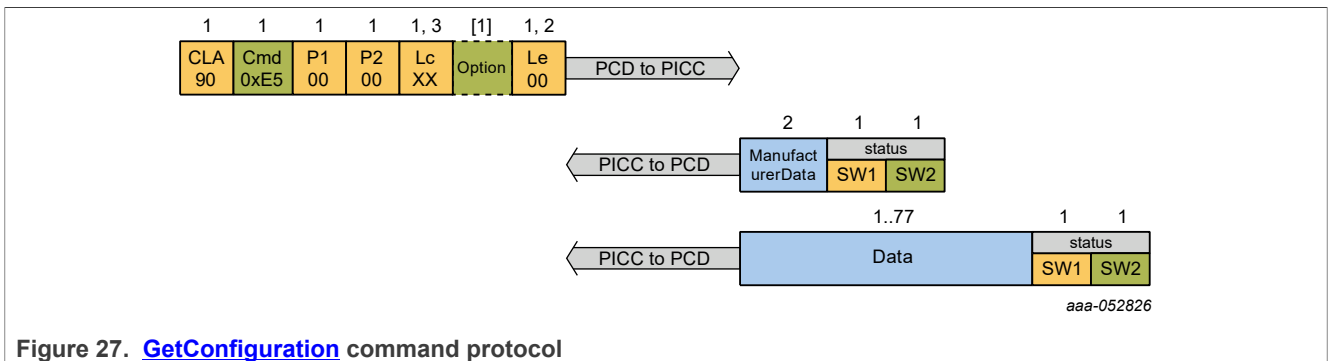 1 1 1 1 1, 3 [1] 1, 2
CLA Cmd P1 P2 Lc Option Le
90 0xE5 00 00 XX 00
PCD to PICC
2 1 1
PICC to PCD
Manufact
urerData
status
SW1 SW2
1..77 1 1
PICC to PCD
Data
status
SW1 SW2
aaa-052826
Figure 27. GetConfiguration command protocol